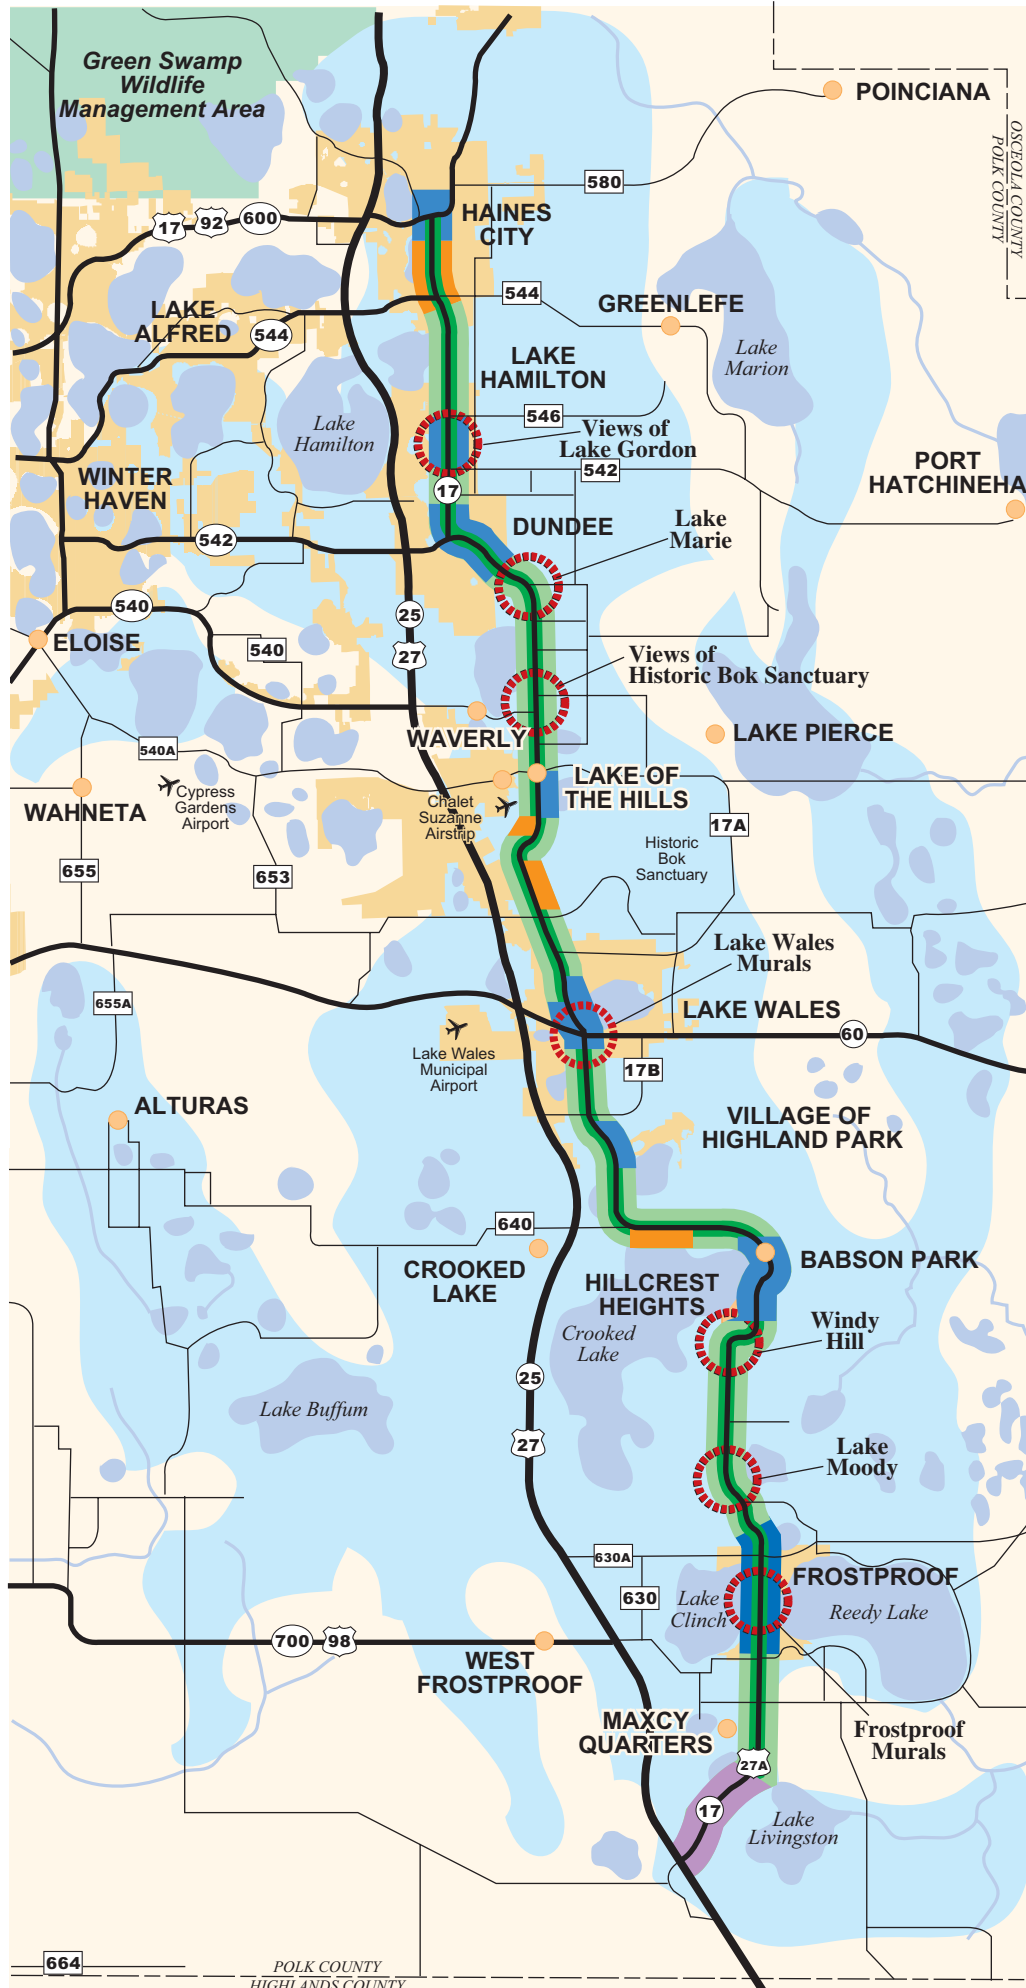 Green Swamp
Wildlife
Management Area
POINCIANA
OSCEOLA COUNTY
POLK COUNTY
580
17
92
600
HAINES
CITY
544
GREENLEFE
LAKE
ALFRED
544
LAKE
HAMILTON
Lake
Marion
Lake
Hamilton
546
Views of
Lake Gordon
542
PORT
HATCHINEHA
WINTER
HAVEN
17
DUNDEE
Lake
Marie
542
540
25
ELOISE
540
27
Views of
Historic Bok Sanctuary
WAVERLY
LAKE PIERCE
540A
WAHNETA
Cypress
Gardens
Airport
LAKE OF
THE HILLS
Chalet
Suzanne
Airstrip
17A
Historic
Bok
Sanctuary
655
653
Lake Wales
Murals
655A
LAKE WALES
60
Lake Wales
Municipal
Airport
17B
ALTURAS
VILLAGE OF
HIGHLAND PARK
640
CROOKED
LAKE
BABSON PARK
HILLCREST
HEIGHTS
Windy
Hill
Crooked
Lake
25
Lake Buffum
27
Lake
Moody
630A
FROSTPROOF
630
Lake
Clinch
Reedy Lake
700
98
WEST
FROSTPROOF
MAXCY
QUARTERS
Frostproof
Murals
27A
17
Lake
Livingston
664
POLK COUNTY
HIGHLANDS COUNTY